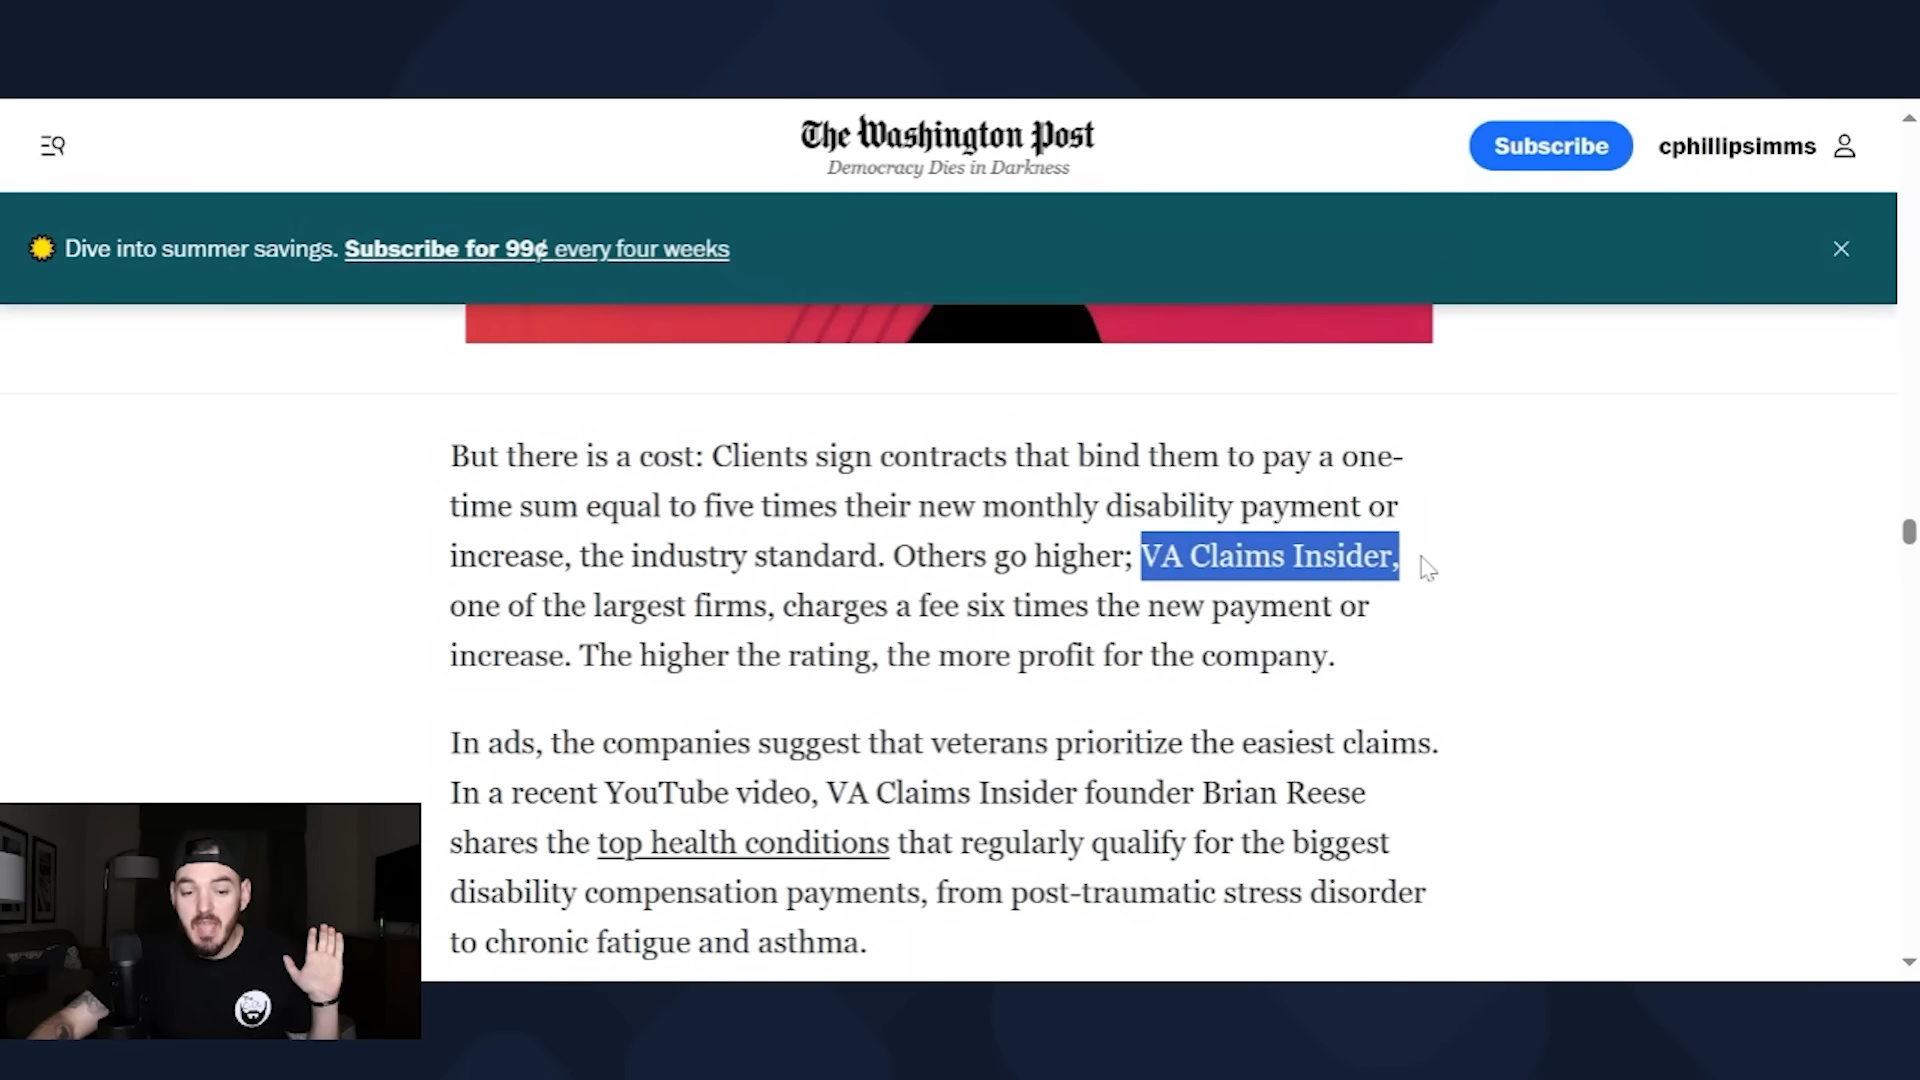 The Washington Post
Democracy Dies in Darkness
Subscribe
cphillipsimms
Dive into summer savings. Subscribe for 99¢ every four weeks
But there is a cost: Clients sign contracts that bind them to pay a one-
time sum equal to five times their new monthly disability payment or
increase, the industry standard. Others go higher; VA Claims Insider,
one of the largest firms, charges a fee six times the new payment or
increase. The higher the rating, the more profit for the company.
In ads, the companies suggest that veterans prioritize the easiest claims.
In a recent YouTube video, VA Claims Insider founder Brian Reese
shares the top health conditions that regularly qualify for the biggest
disability compensation payments, from post-traumatic stress disorder
to chronic fatigue and asthma.